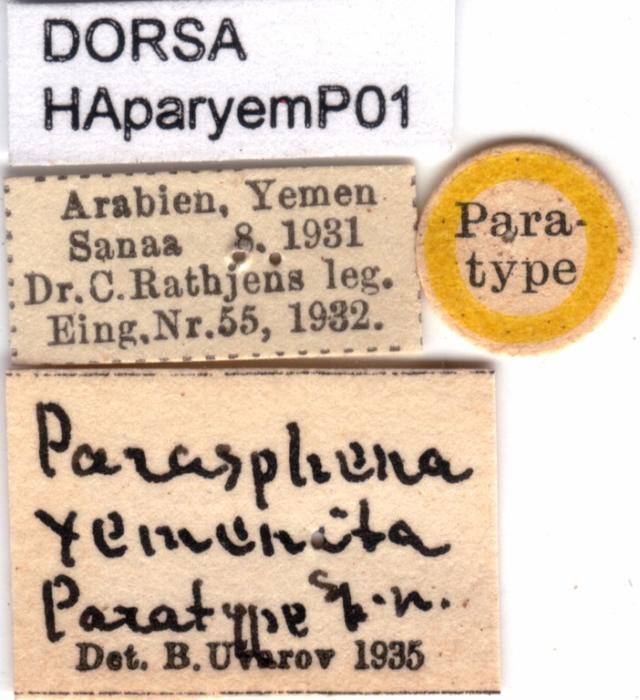 DORSA
HAparyemP01
Arabien, Yemen
Sanaa 8. 1931
Dr. C. Rathjens leg.
Eing. Nr. 55, 1932.
Para-
type
Parasphena
yemenita
Paratype sp. n.
Det. B. Uvarov 1935